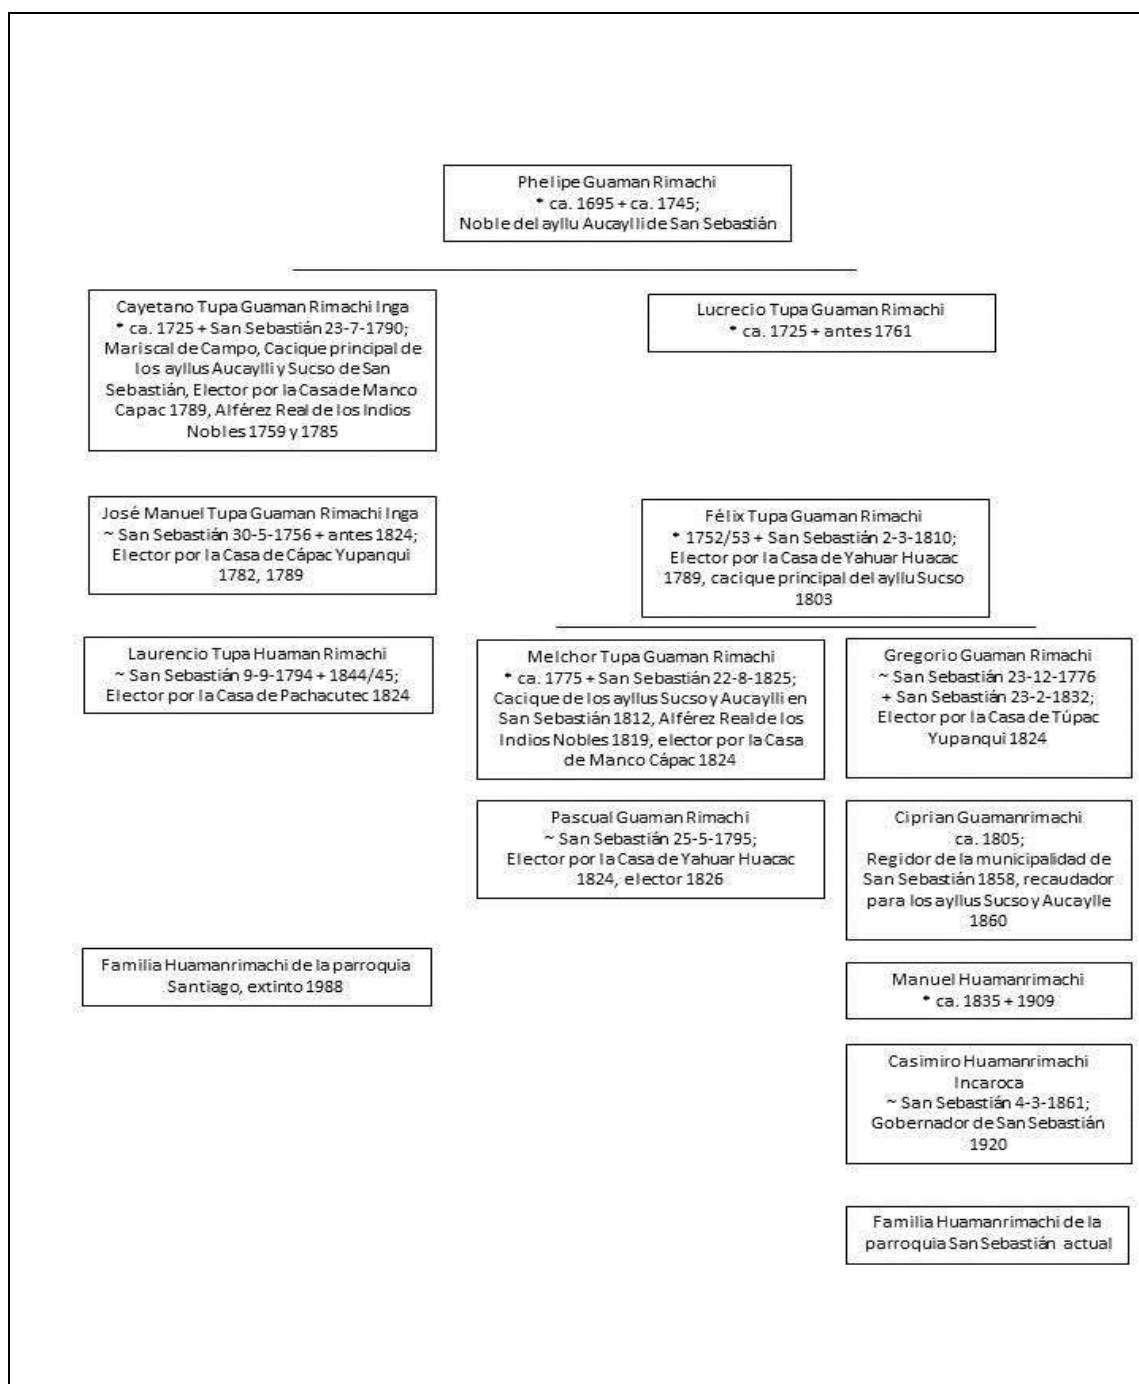 Phelipe Guaman Rimachi
* ca. 1695 + ca. 1745;
Noble del ayllu Aucaylli de San Sebastián
Cayetano Tupa Guaman Rimachi Inga
* ca. 1725 + San Sebastián 23-7-1790;
Mariscal de Campo, Cacique principal de
los ayllus Aucaylli y Sucso de San
Sebastián, Elector por la Casa de Manco
Capac 1789, Alférez Real de los Indios
Nobles 1759 y 1785
Lucrecio Tupa Guaman Rimachi
* ca. 1725 + antes 1761
José Manuel Tupa Guaman Rimachi Inga
~ San Sebastián 30-5-1756 + antes 1824;
Elector por la Casa de Cápac Yupanqui
1782, 1789
Félix Tupa Guaman Rimachi
* 1752/53 + San Sebastián 2-3-1810;
Elector por la Casa de Yahuar Huacac
1789, cacique principal del ayllu Sucso
1803
Laurencio Tupa Huaman Rimachi
~ San Sebastián 9-9-1794 + 1844/45;
Elector por la Casa de Pachacutec 1824
Melchor Tupa Guaman Rimachi
* ca. 1775 + San Sebastián 22-8-1825;
Cacique de los ayllus Sucso y Aucaylli en
San Sebastián 1812, Alférez Real de los
Indios Nobles 1819, elector por la Casa
de Manco Cápac 1824
Gregorio Guaman Rimachi
~ San Sebastián 23-12-1776
+ San Sebastián 23-2-1832;
Elector por la Casa de Túpac
Yupanqui 1824
Pascual Guaman Rimachi
~ San Sebastián 25-5-1795;
Elector por la Casa de Yahuar Huacac
1824, elector 1826
Ciprian Guamanrimachi
ca. 1805;
Regidor de la municipalidad de
San Sebastián 1858, recaudador
para los ayllus Sucso y Aucaylle
1860
Familia Huamanrimachi de la parroquia
Santiago, extinto 1988
Manuel Huamanrimachi
* ca. 1835 + 1909
Casimiro Huamanrimachi
Incaroca
~ San Sebastián 4-3-1861;
Gobernador de San Sebastián
1920
Familia Huamanrimachi de la
parroquia San Sebastián actual